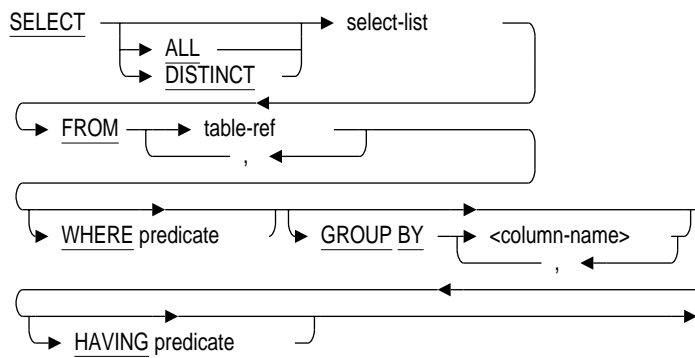 SELECT select-list
ALL
DISTINCT
FROM table-ref
,
WHERE predicate GROUP BY <column-name>
,
HAVING predicate